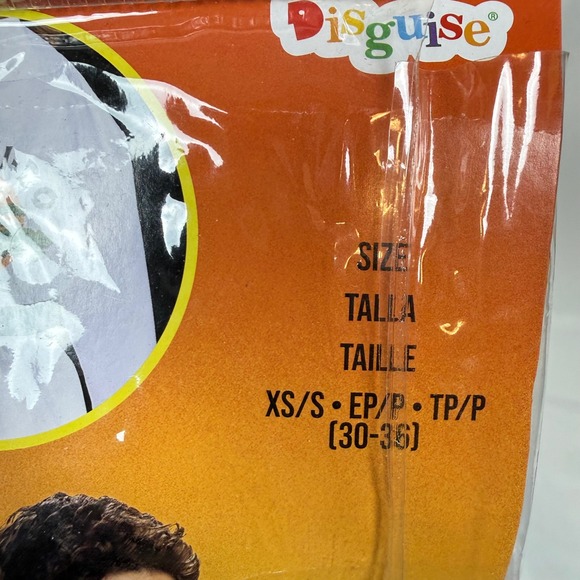 Disguise®
SIZE
TALLA
TAILLE
XS/S • EP/P • TP/P
(30-36)